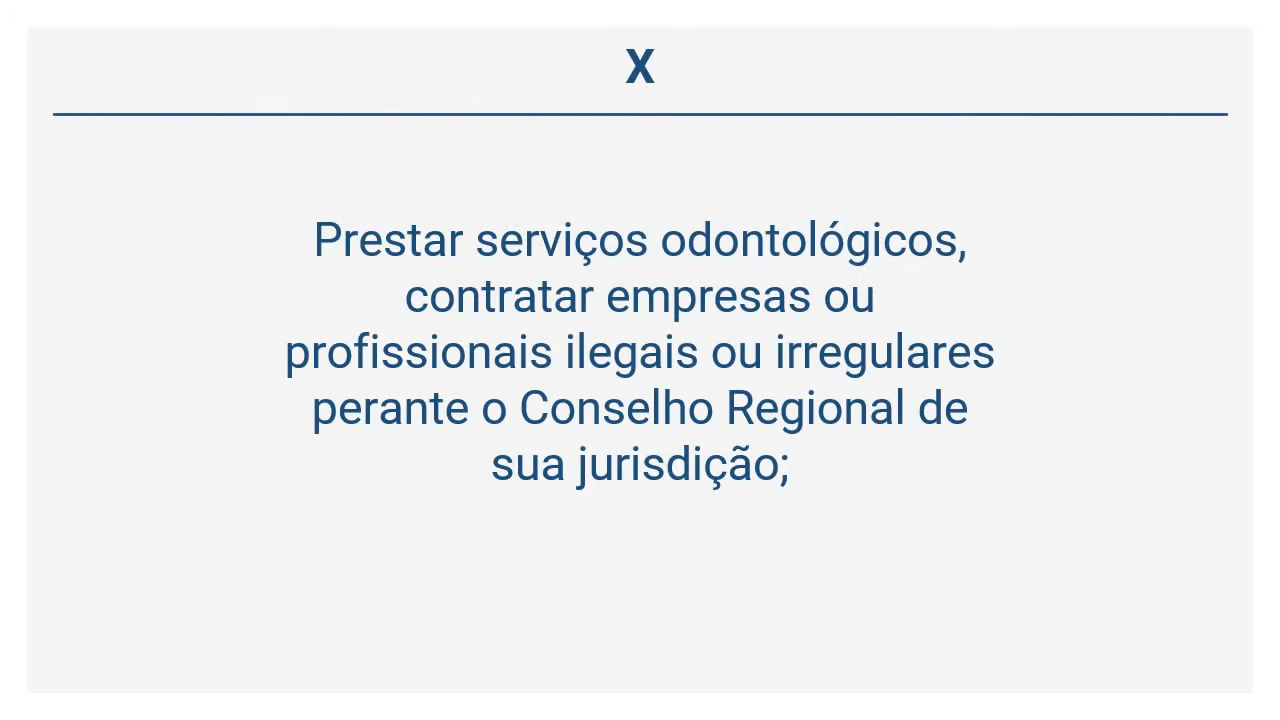 X
Prestar serviços odontológicos,
contratar empresas ou
profissionais ilegais ou irregulares
perante o Conselho Regional de
sua jurisdição;